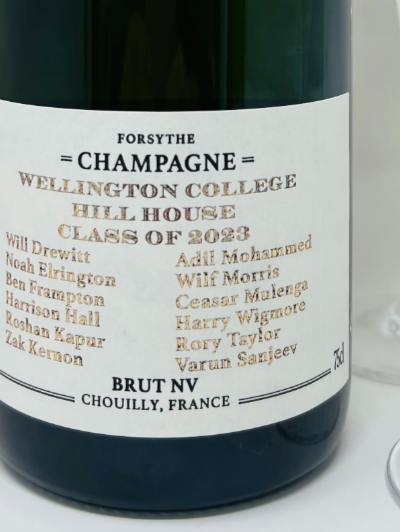 FORSYTHE
= CHAMPAGNE =
WELLINGTON COLLEGE
HILL HOUSE
CLASS OF 2023
Will Drewitt
Noah Elrington
Ben Frampton
Harrison Hall
Roshan Kapur
Zak Kernon
Adil Mohammed
Wilf Morris
Ceasar Mulenga
Harry Wigmore
Rory Taylor
Varun Sanjeev
BRUT NV
CHOUILLY, FRANCE
75cl